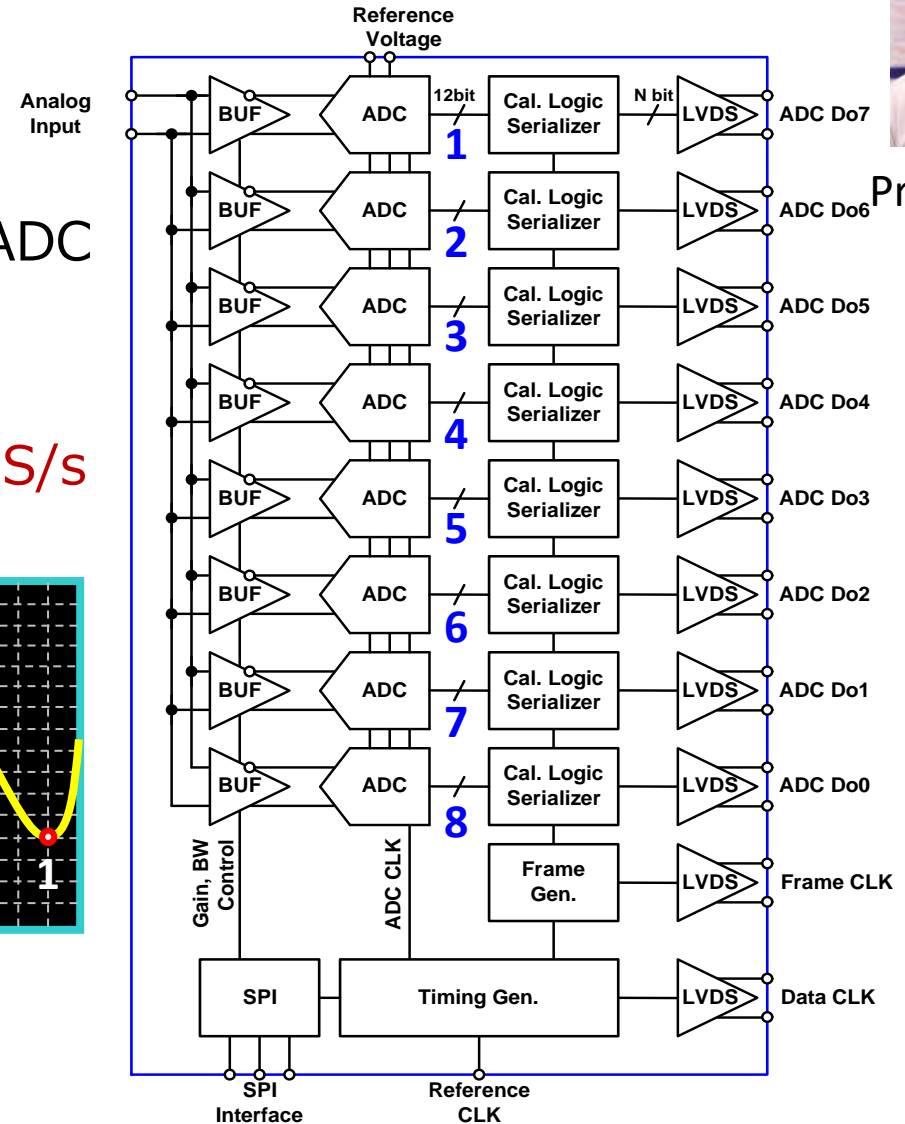 Reference
Voltage
Analog
Input
BUF
ADC
12bit
1
Cal. Logic
Serializer
N bit
LVDS
ADC Do7
BUF
ADC
2
Cal. Logic
Serializer
LVDS
ADC Do6
Pr
ADC
BUF
ADC
3
Cal. Logic
Serializer
LVDS
ADC Do5
BUF
ADC
4
Cal. Logic
Serializer
LVDS
ADC Do4
S/s
BUF
ADC
5
Cal. Logic
Serializer
LVDS
ADC Do3
BUF
ADC
6
Cal. Logic
Serializer
LVDS
ADC Do2
BUF
ADC
7
Cal. Logic
Serializer
LVDS
ADC Do1
BUF
ADC
8
Cal. Logic
Serializer
LVDS
ADC Do0
1
Gain, BW
Control
ADC CLK
Frame
Gen.
LVDS
Frame CLK
SPI
Timing Gen.
LVDS
Data CLK
SPI
Interface
Reference
CLK